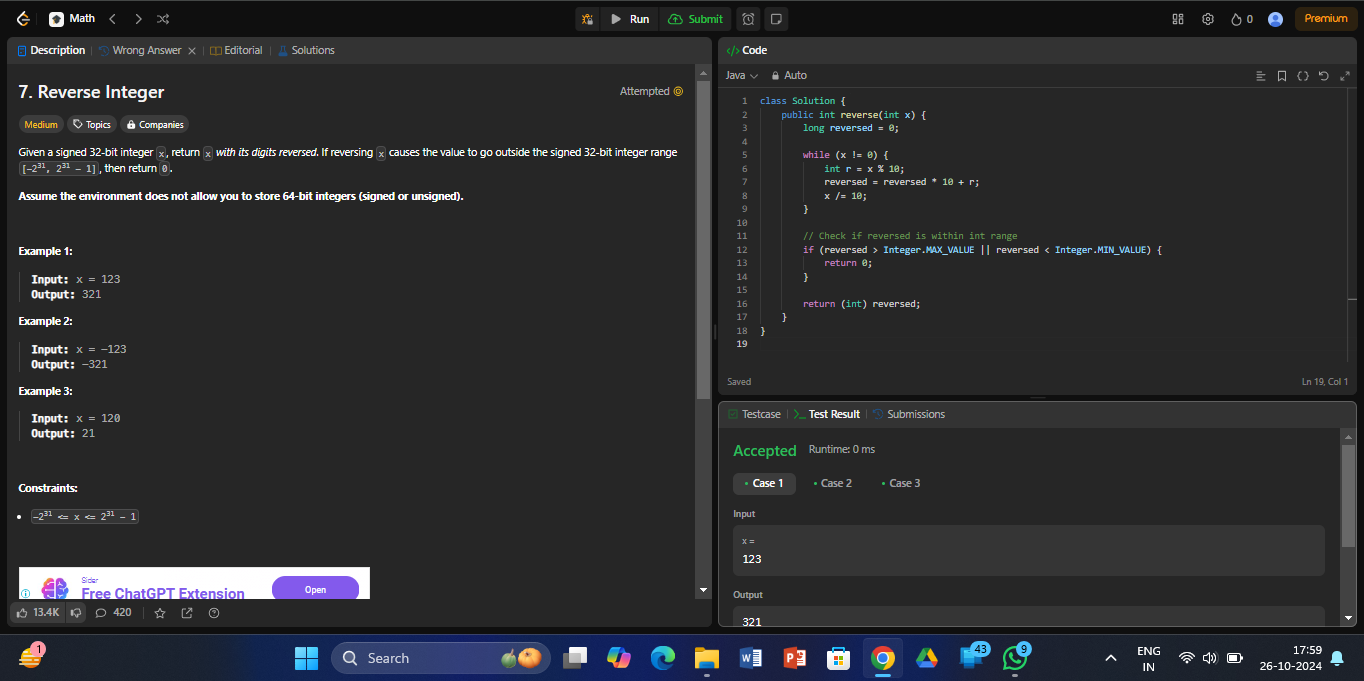 Math
Run
Submit
0
Premium
Description
Wrong Answer
Editorial
Solutions
7. Reverse Integer
Attempted
Medium
Topics
Companies
Given a signed 32-bit integer x, return x with its digits reversed. If reversing x causes the value to go outside the signed 32-bit integer range
[-2³¹, 2³¹ - 1], then return 0.
Assume the environment does not allow you to store 64-bit integers (signed or unsigned).
Example 1:
Input: x = 123
Output: 321
Example 2:
Input: x = -123
Output: -321
Example 3:
Input: x = 120
Output: 21
Constraints:
-2³¹ <= x <= 2³¹ - 1
Sider
Free ChatGPT Extension
Open
13.4K
420
</> Code
Java
Auto
1 class Solution {
2 public int reverse(int x) {
3 long reversed = 0;
4
5 while (x != 0) {
6 int r = x % 10;
7 reversed = reversed * 10 + r;
8 x /= 10;
9 }
10
11 // Check if reversed is within int range
12 if (reversed > Integer.MAX_VALUE || reversed < Integer.MIN_VALUE) {
13 return 0;
14 }
15
16 return (int) reversed;
17 }
18 }
19
Saved
Ln 19, Col 1
Testcase
>_ Test Result
Submissions
Accepted
Runtime: 0 ms
• Case 1
• Case 2
• Case 3
Input
x =
123
Output
321
1
Search
43
9
ENG
IN
17:59
26-10-2024